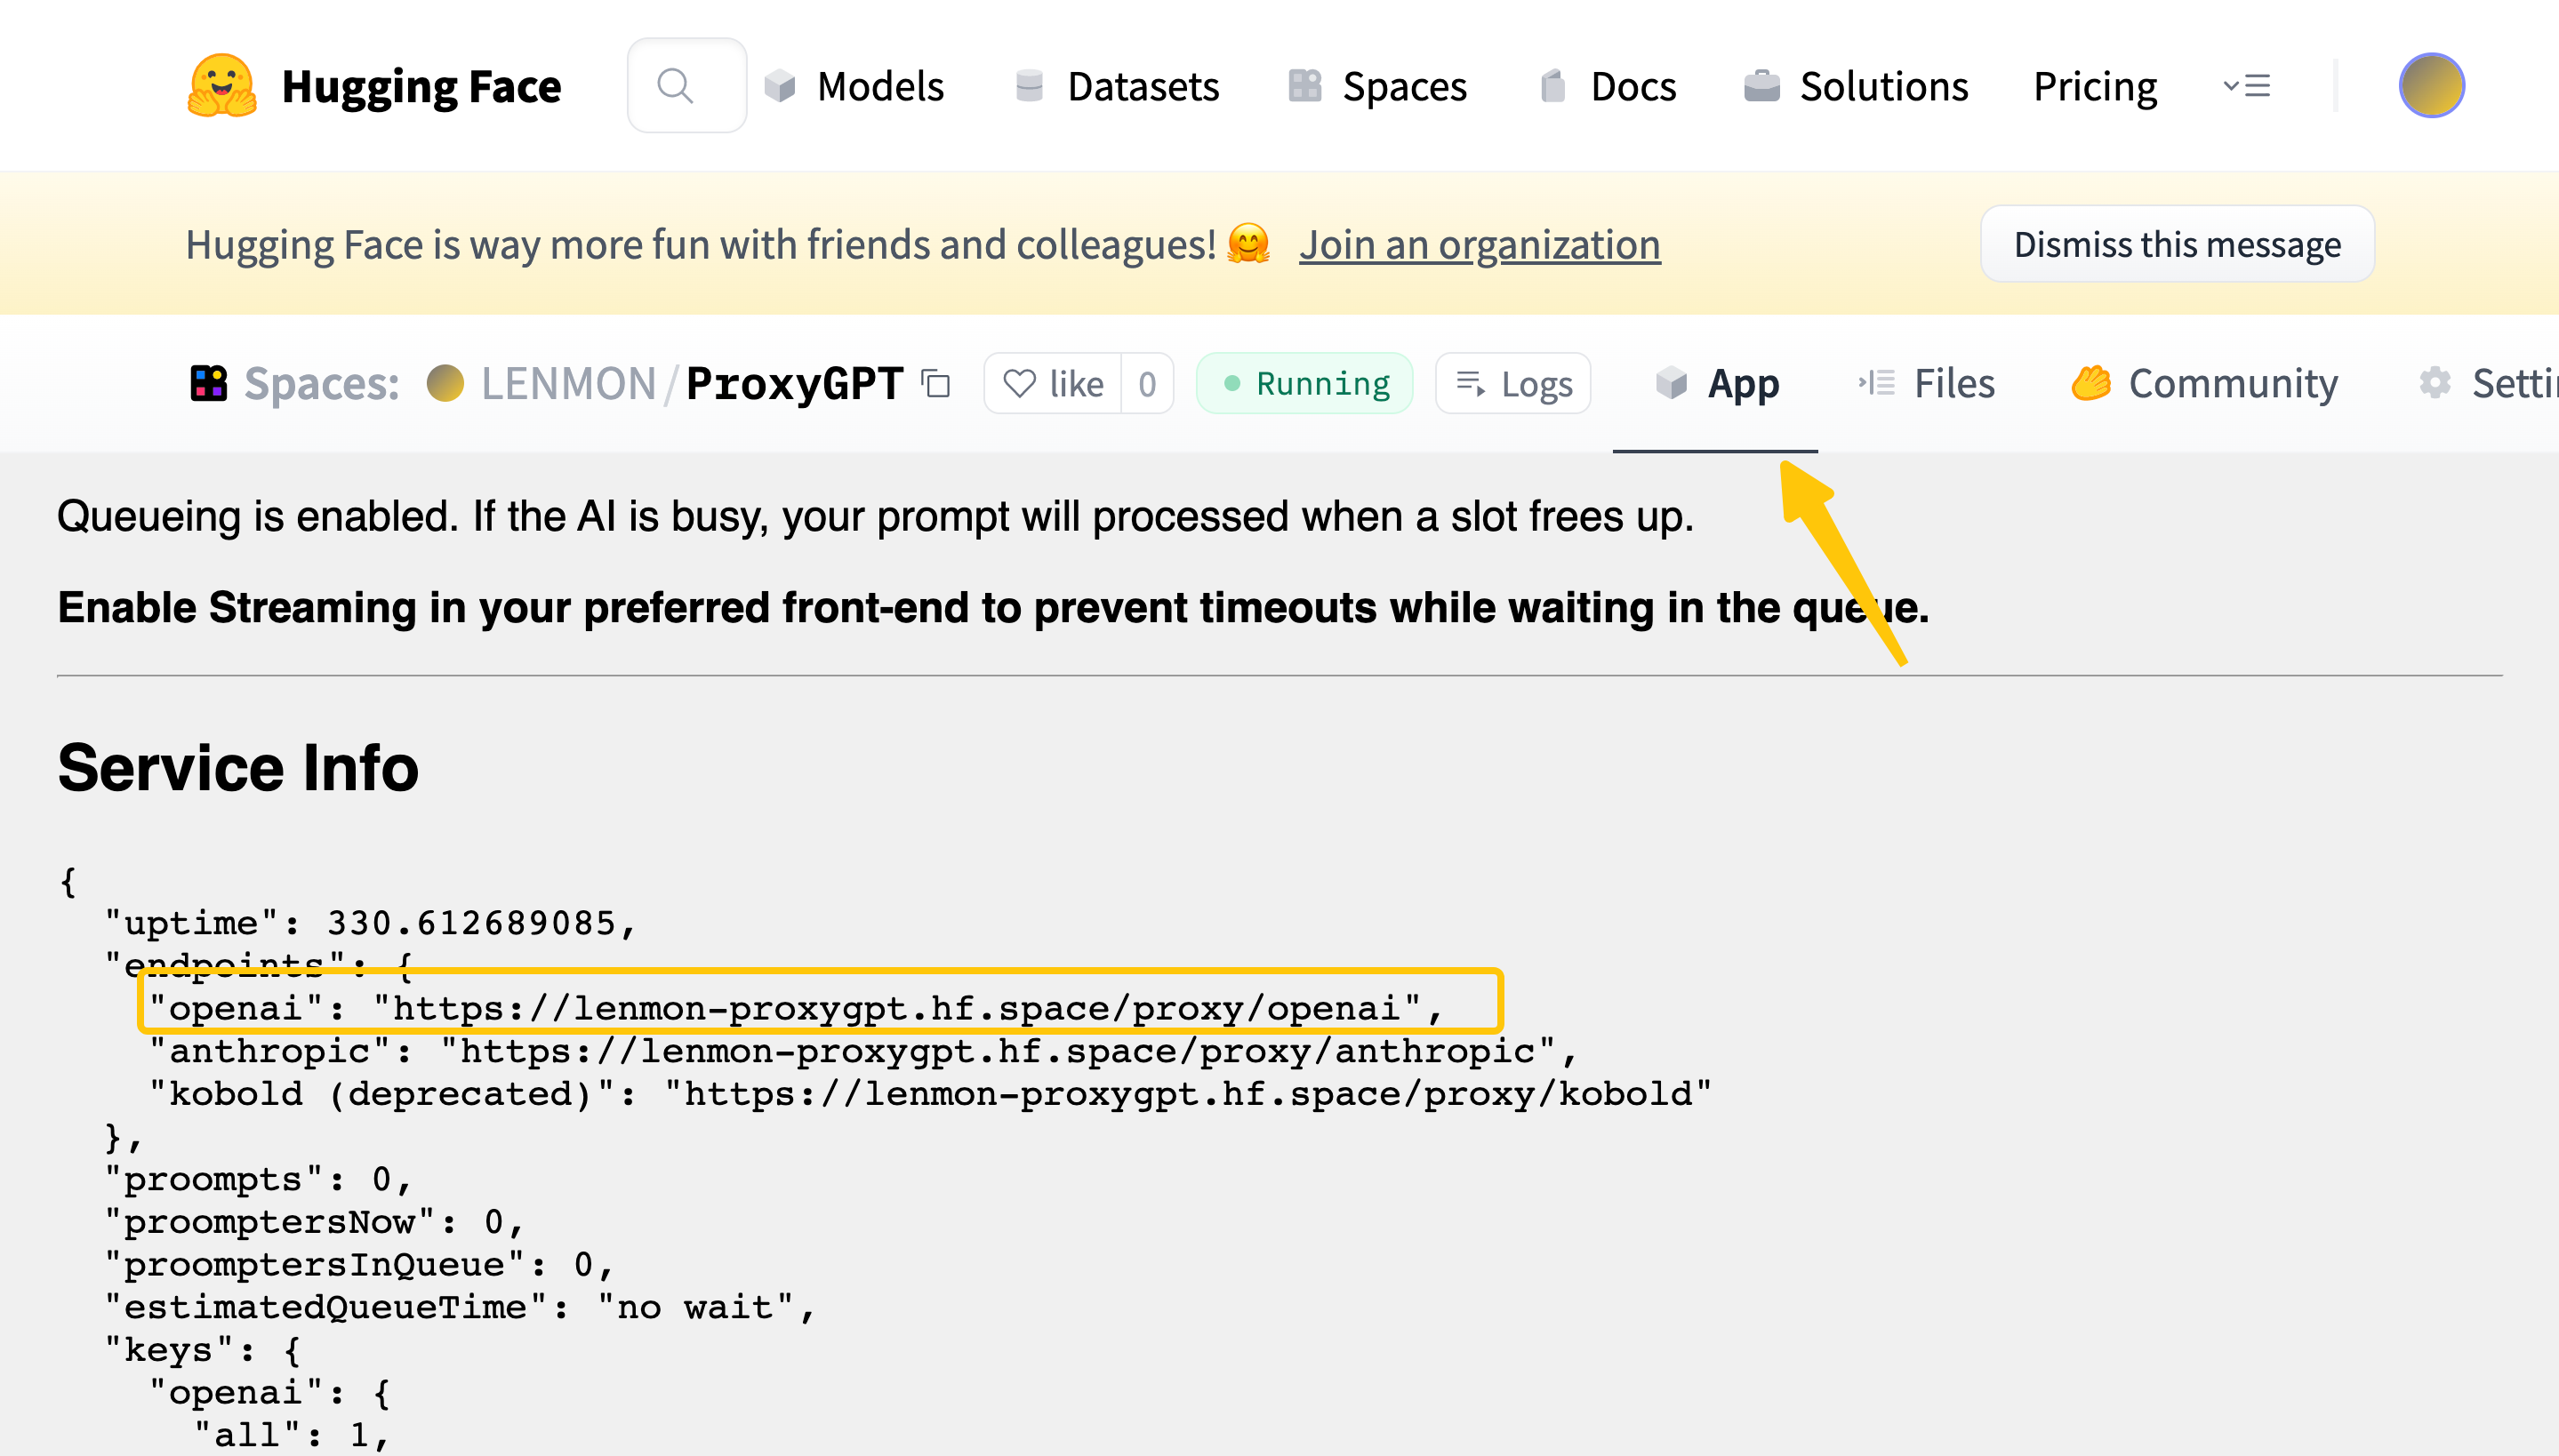 Hugging Face Models Datasets Spaces Docs Solutions Pricing
Hugging Face is way more fun with friends and colleagues! 🤗 Join an organization Dismiss this message
Spaces: LENMON/ProxyGPT like 0 Running Logs App Files Community
Queueing is enabled. If the AI is busy, your prompt will processed when a slot frees up.
Enable Streaming in your preferred front-end to prevent timeouts while waiting in the queue.
Service Info
{
"uptime": 330.612689085,
"endpoints": {
"openai": "https://lenmon-proxygpt.hf.space/proxy/openai",
"anthropic": "https://lenmon-proxygpt.hf.space/proxy/anthropic",
"kobold (deprecated)": "https://lenmon-proxygpt.hf.space/proxy/kobold"
},
"proompts": 0,
"proomptersNow": 0,
"proomptersInQueue": 0,
"estimatedQueueTime": "no wait",
"keys": {
"openai": {
"all": 1,